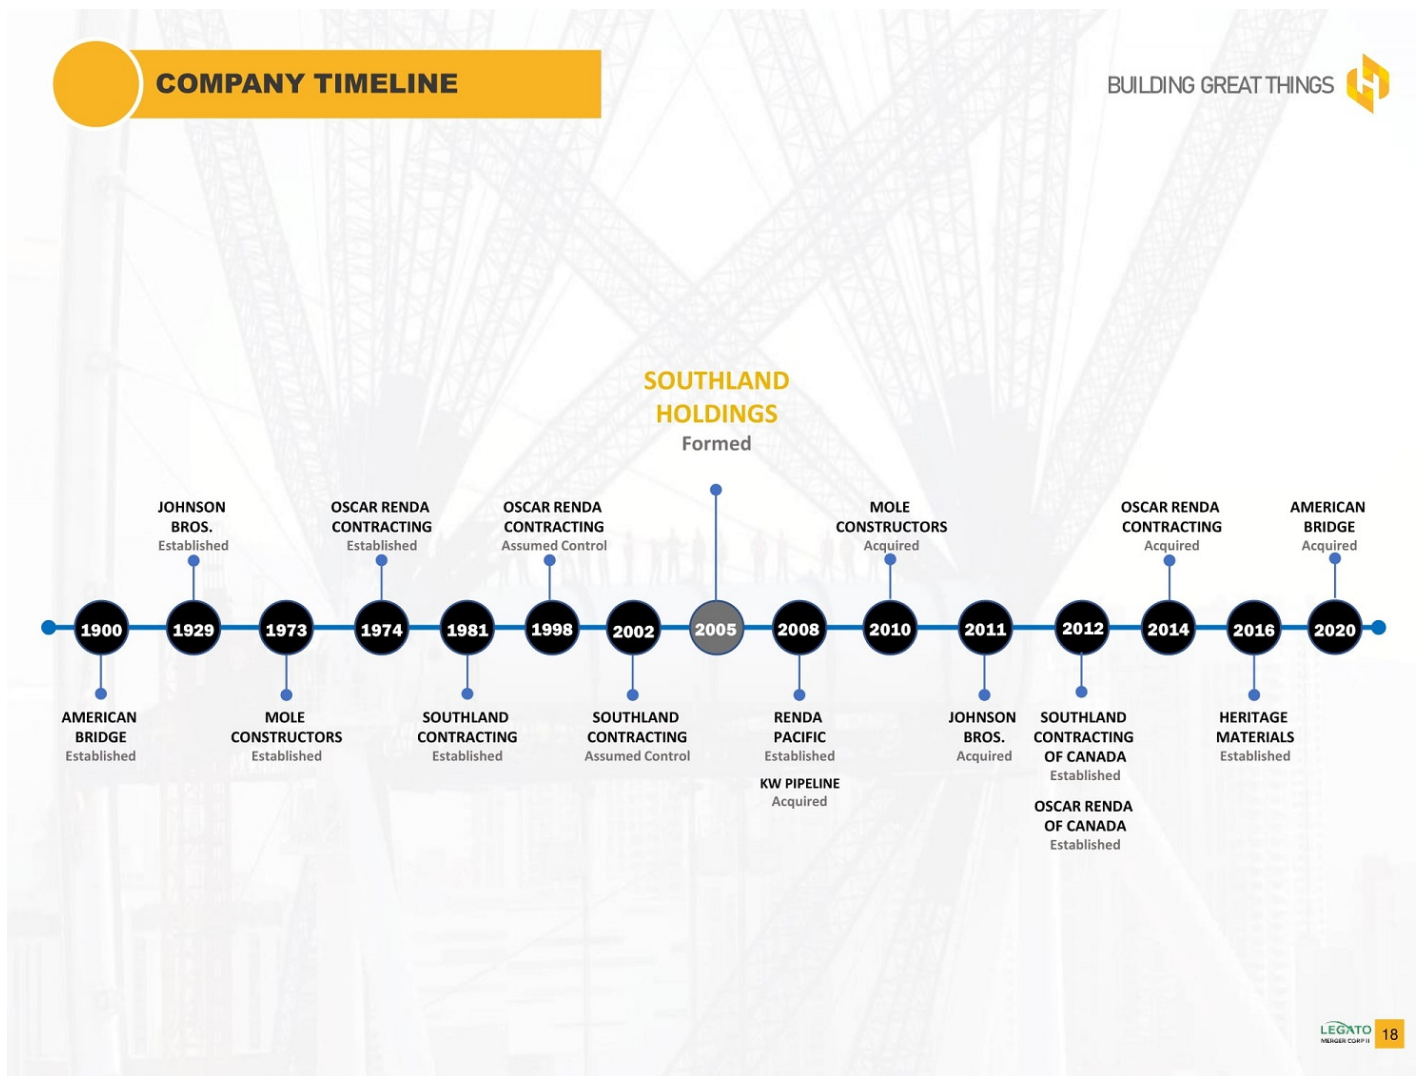 COMPANY TIMELINE
BUILDING GREAT THINGS
SOUTHLAND
HOLDINGS
Formed
JOHNSON
BROS.
Established
OSCAR RENDA
CONTRACTING
Established
OSCAR RENDA
CONTRACTING
Assumed Control
MOLE
CONSTRUCTORS
Acquired
OSCAR RENDA
CONTRACTING
Acquired
AMERICAN
BRIDGE
Acquired
1900 1929 1973 1974 1981 1998 2002 2005 2008 2010 2011 2012 2014 2016 2020
AMERICAN
BRIDGE
Established
MOLE
CONSTRUCTORS
Established
SOUTHLAND
CONTRACTING
Established
SOUTHLAND
CONTRACTING
Assumed Control
RENDA
PACIFIC
Established
KW PIPELINE
Acquired
JOHNSON
BROS.
Acquired
SOUTHLAND
CONTRACTING
OF CANADA
Established
OSCAR RENDA
OF CANADA
Established
HERITAGE
MATERIALS
Established
LEGATO
MERGER CORP II
18